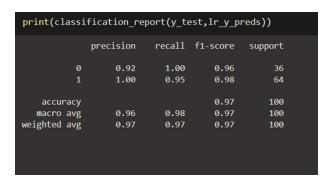 print(classification_report(y_test,lr_y_preds))
precision recall f1-score support
0 0.92 1.00 0.96 36
1 1.00 0.95 0.98 64
accuracy 0.97 100
macro avg 0.96 0.98 0.97 100
weighted avg 0.97 0.97 0.97 100